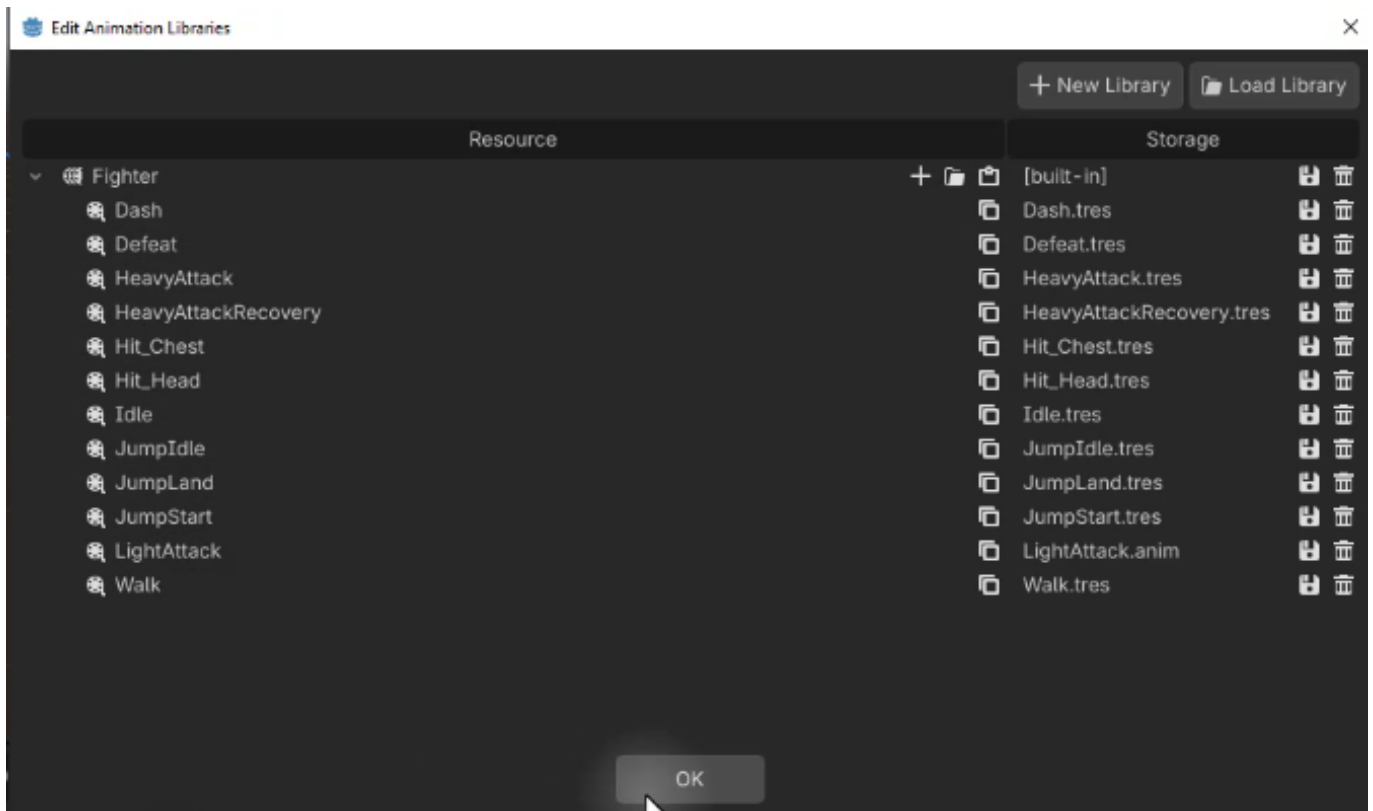 Edit Animation Libraries
New Library Load Library
Resource Storage
Fighter [built-in]
Dash Dash.tres
Defeat Defeat.tres
HeavyAttack HeavyAttack.tres
HeavyAttackRecovery HeavyAttackRecovery.tres
Hit_Chest Hit_Chest.tres
Hit_Head Hit_Head.tres
Idle Idle.tres
JumpIdle JumpIdle.tres
JumpLand JumpLand.tres
JumpStart JumpStart.tres
LightAttack LightAttack.anim
Walk Walk.tres
OK